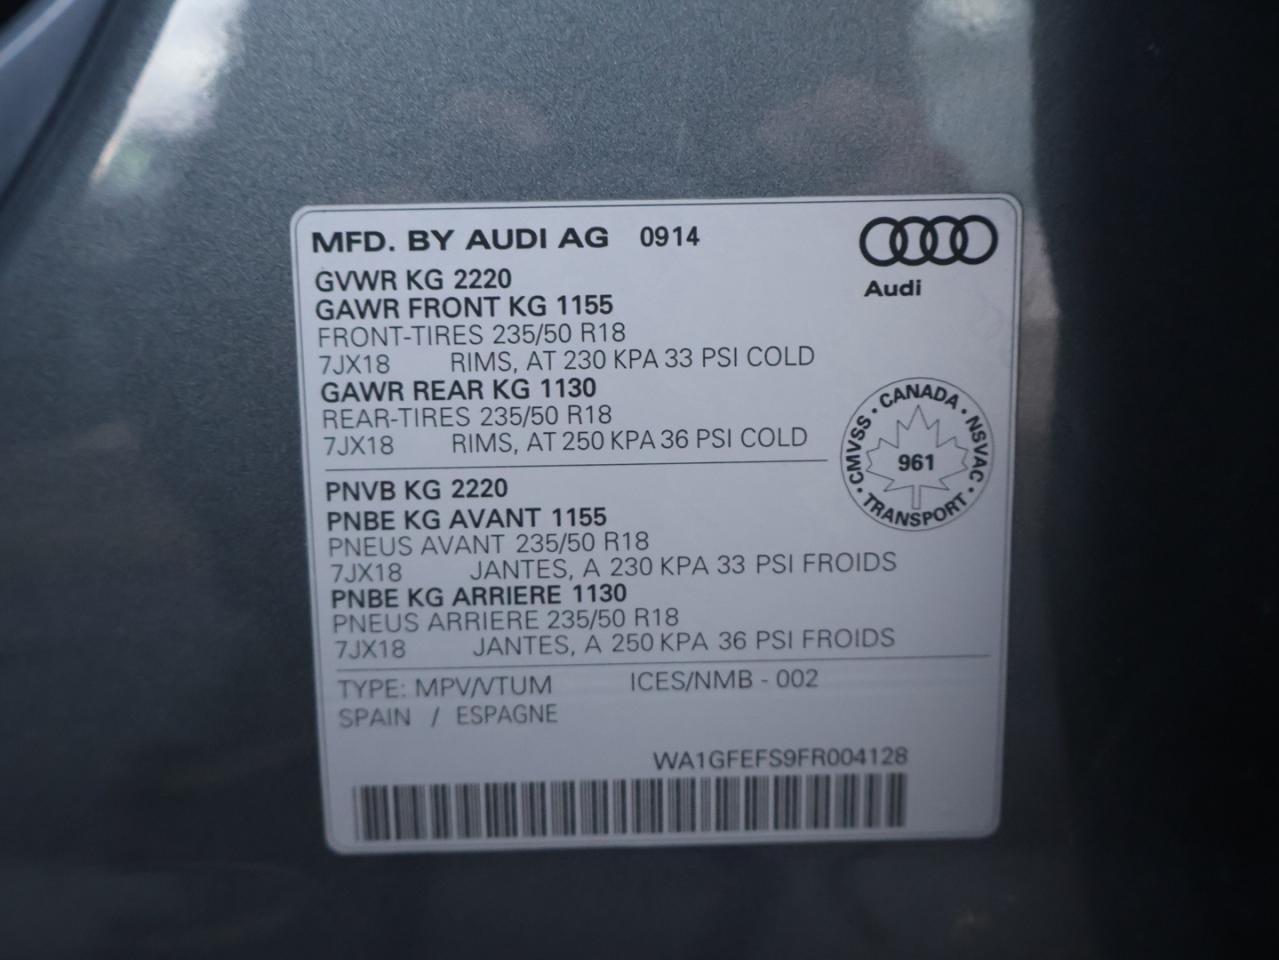 MFD. BY AUDI AG 0914
Audi
GVWR KG 2220
GAWR FRONT KG 1155
FRONT-TIRES 235/50 R18
7JX18 RIMS, AT 230 KPA 33 PSI COLD
GAWR REAR KG 1130
REAR-TIRES 235/50 R18
7JX18 RIMS, AT 250 KPA 36 PSI COLD
CMVSS · CANADA · NSVAC · TRANSPORT ·
961
PNVB KG 2220
PNBE KG AVANT 1155
PNEUS AVANT 235/50 R18
7JX18 JANTES, A 230 KPA 33 PSI FROIDS
PNBE KG ARRIERE 1130
PNEUS ARRIERE 235/50 R18
7JX18 JANTES, A 250 KPA 36 PSI FROIDS
TYPE: MPV/VTUM ICES/NMB - 002
SPAIN / ESPAGNE
WA1GFEFS9FR004128